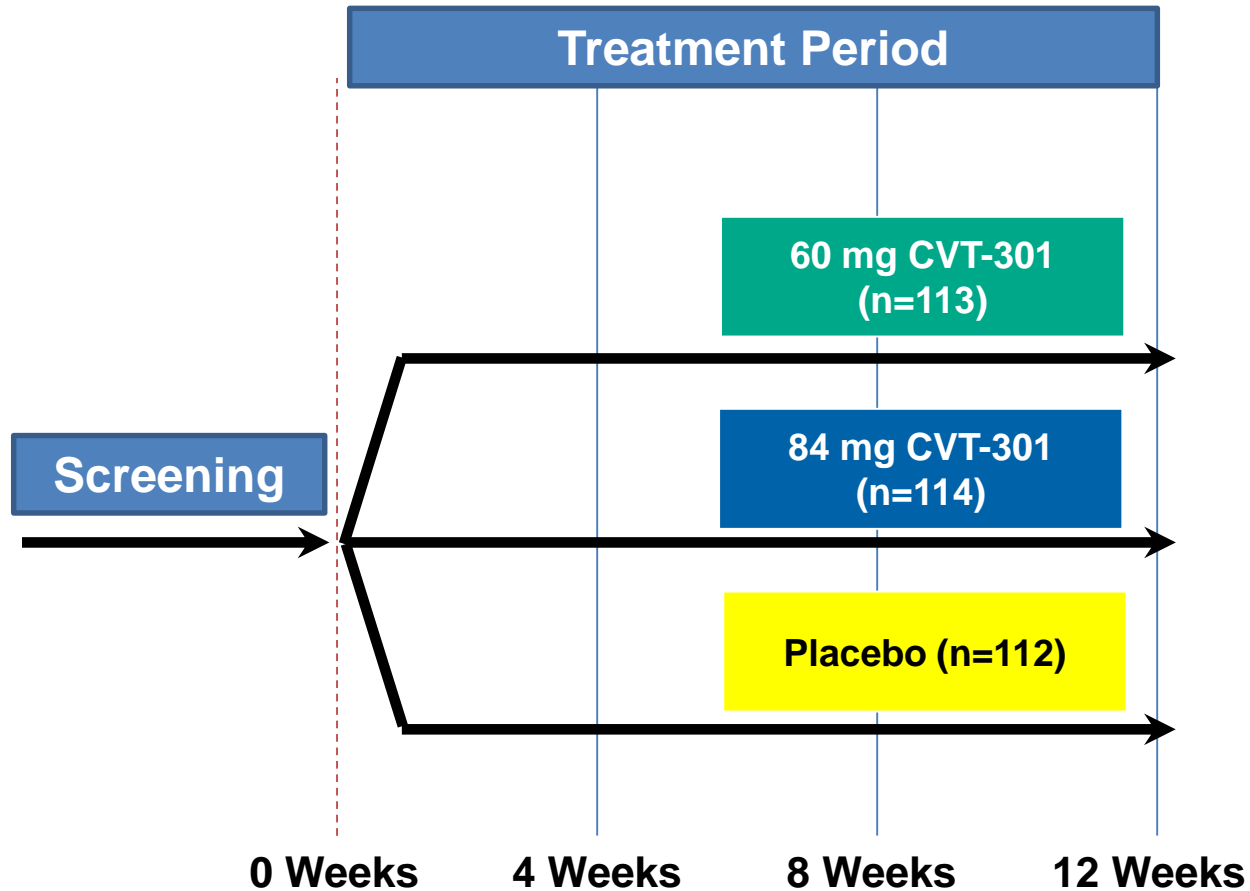 Treatment Period
60 mg CVT-301
(n=113)
84 mg CVT-301
(n=114)
Screening
Placebo (n=112)
0 Weeks
4 Weeks
8 Weeks
12 Weeks